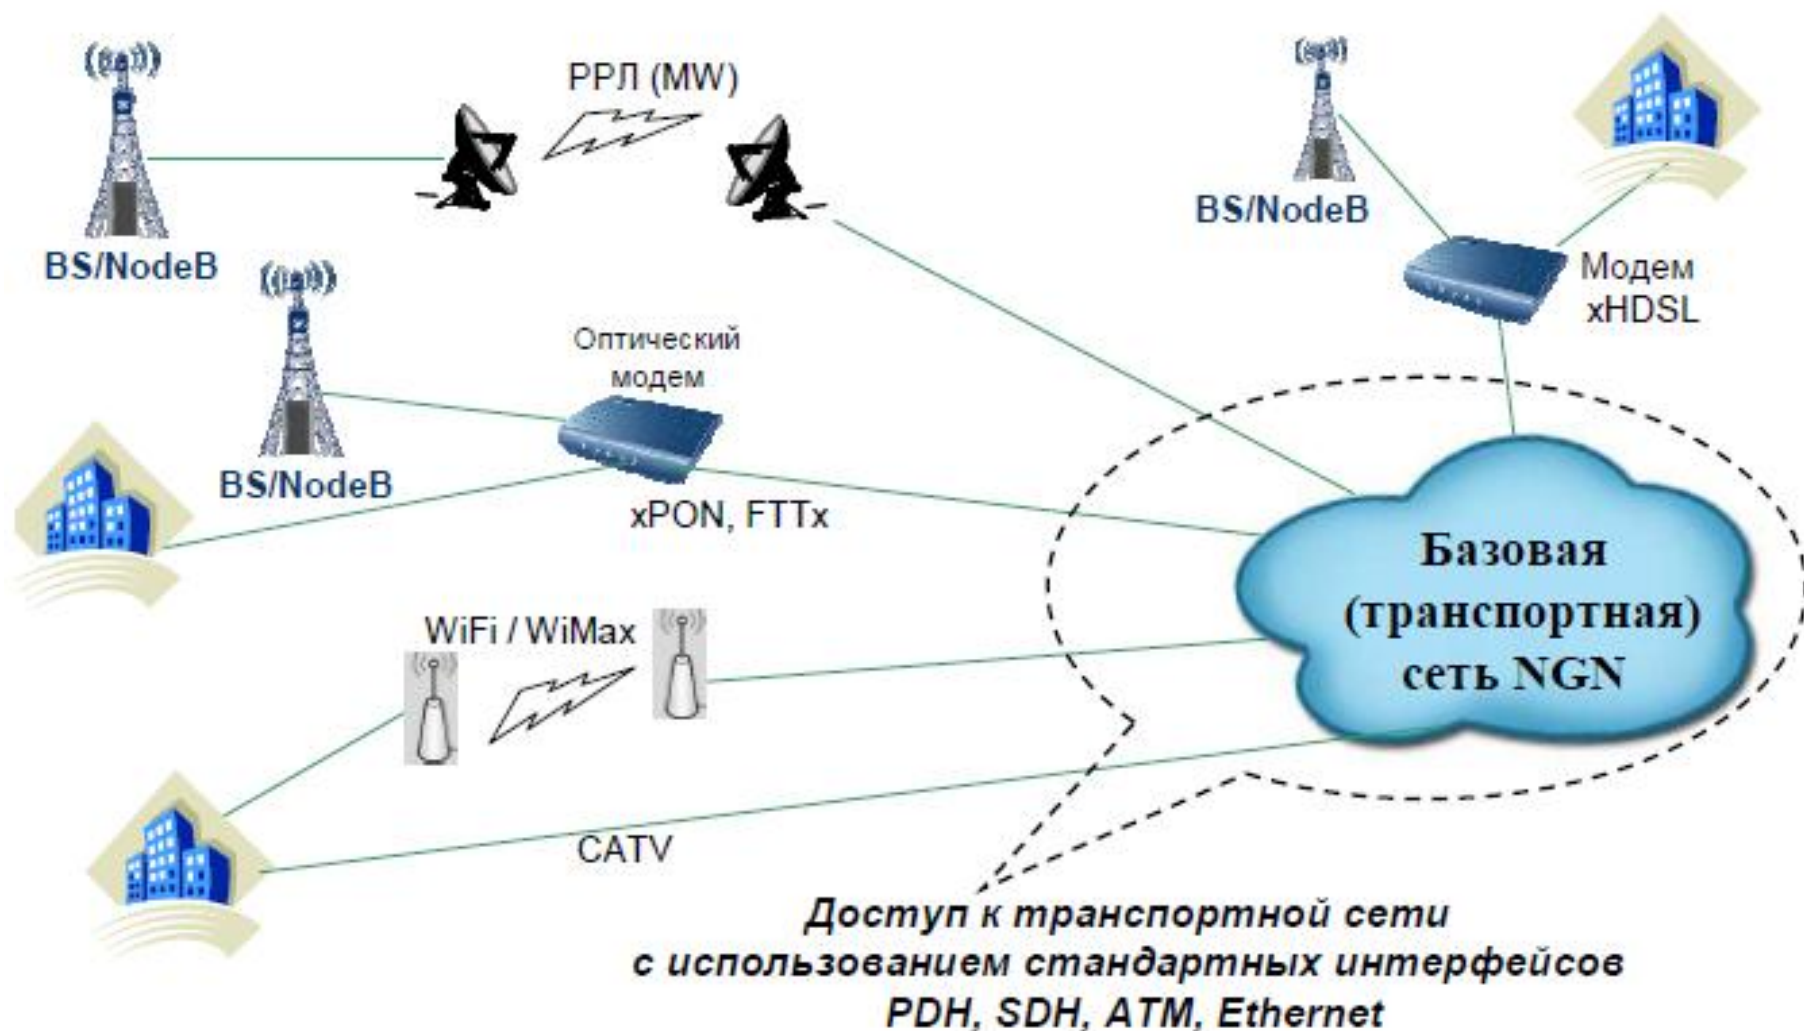 РРЛ (MW)
BS/NodeB
BS/NodeB
Модем
xHDSL
Оптический
модем
BS/NodeB
xPON, FTTx
WiFi / WiMax
Базовая
(транспортная)
сеть NGN
CATV
Доступ к транспортной сети
с использованием стандартных интерфейсов
PDH, SDH, ATM, Ethernet